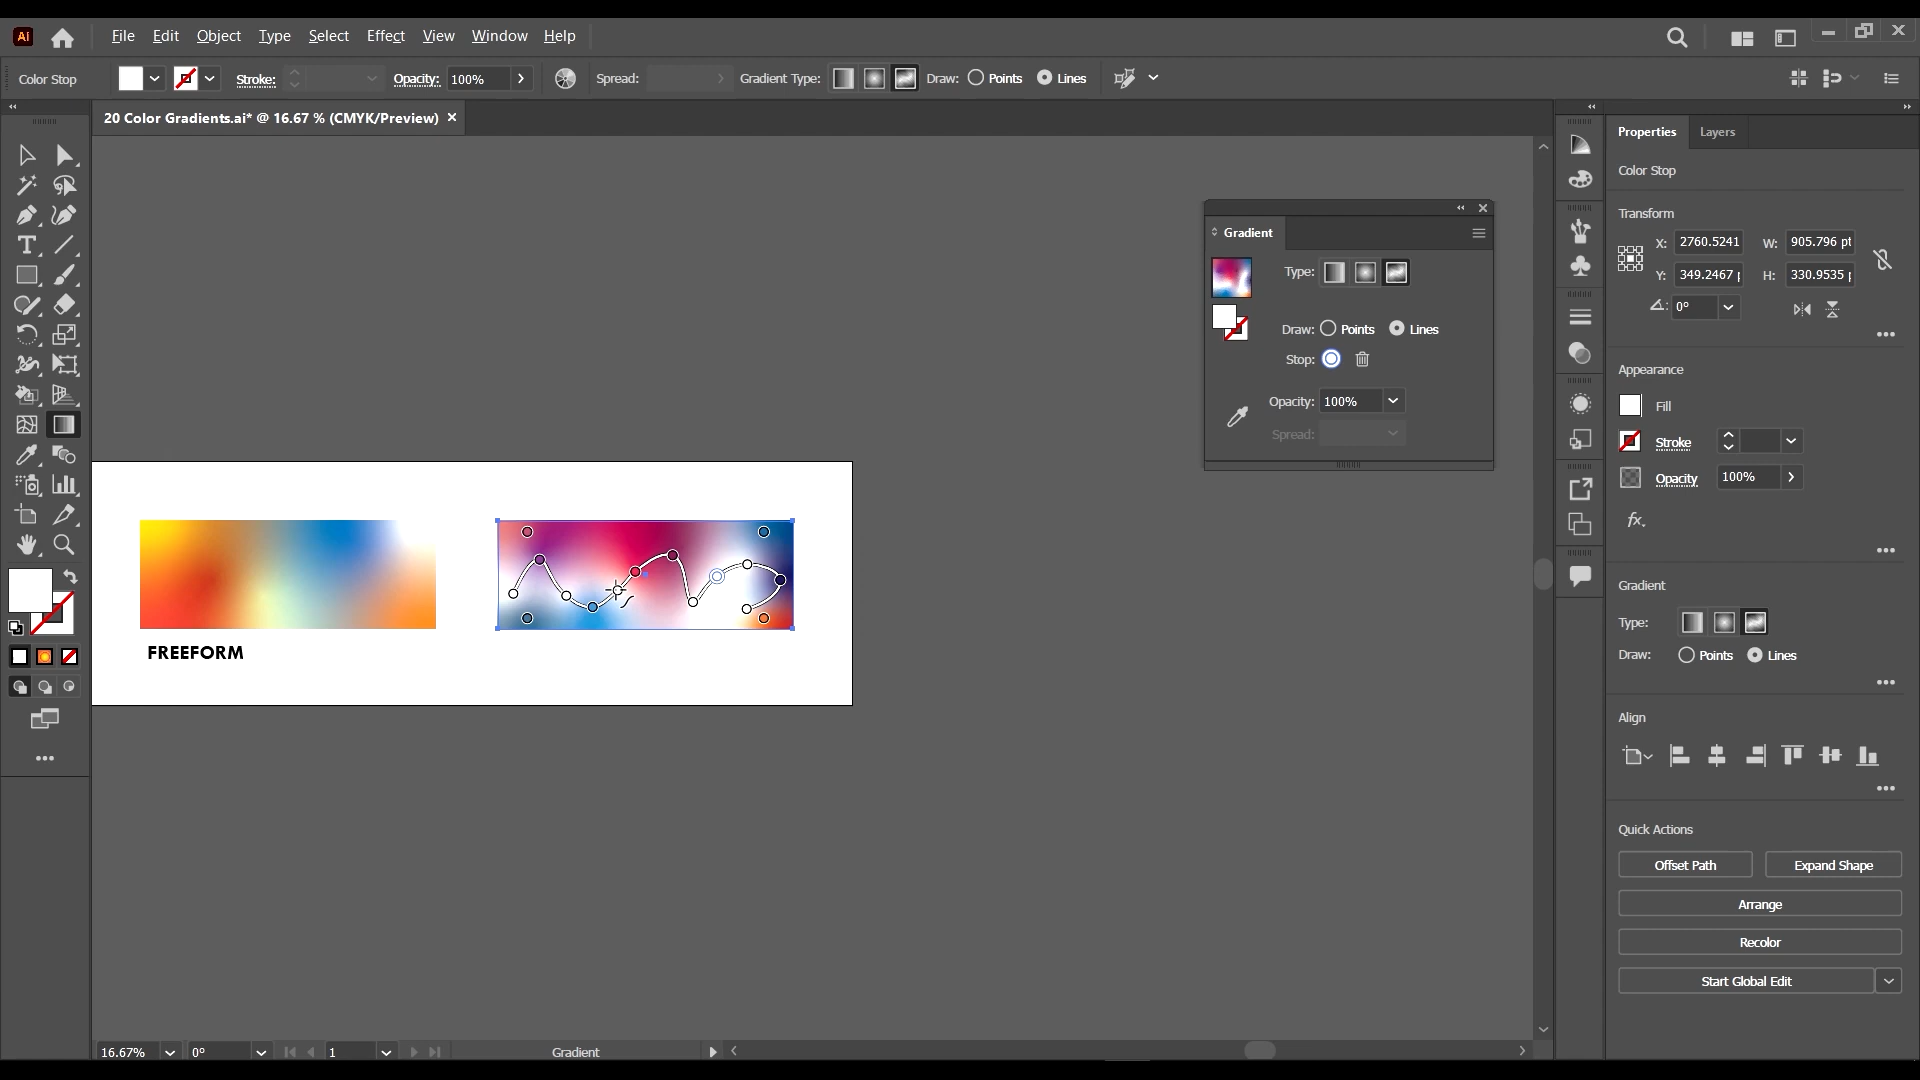 Ai
File Edit Object Type Select Effect View Window Help
Color Stop Stroke: Opacity: 100% Spread: Gradient Type: Draw: Points Lines
20 Color Gradients.ai* @ 16.67 % (CMYK/Preview)
Properties Layers
Color Stop
Transform
X: 2760.5241 W: 905.796 pt
Y: 349.2467 H: 330.9535
0°
Gradient
Type:
Draw: Points Lines
Stop:
Opacity: 100%
Spread:
Appearance
Fill
Stroke
Opacity 100%
fx
Gradient
Type:
Draw: Points Lines
Align
Quick Actions
Offset Path Expand Shape
Arrange
Recolor
Start Global Edit
FREEFORM
16.67% 0° 1 Gradient